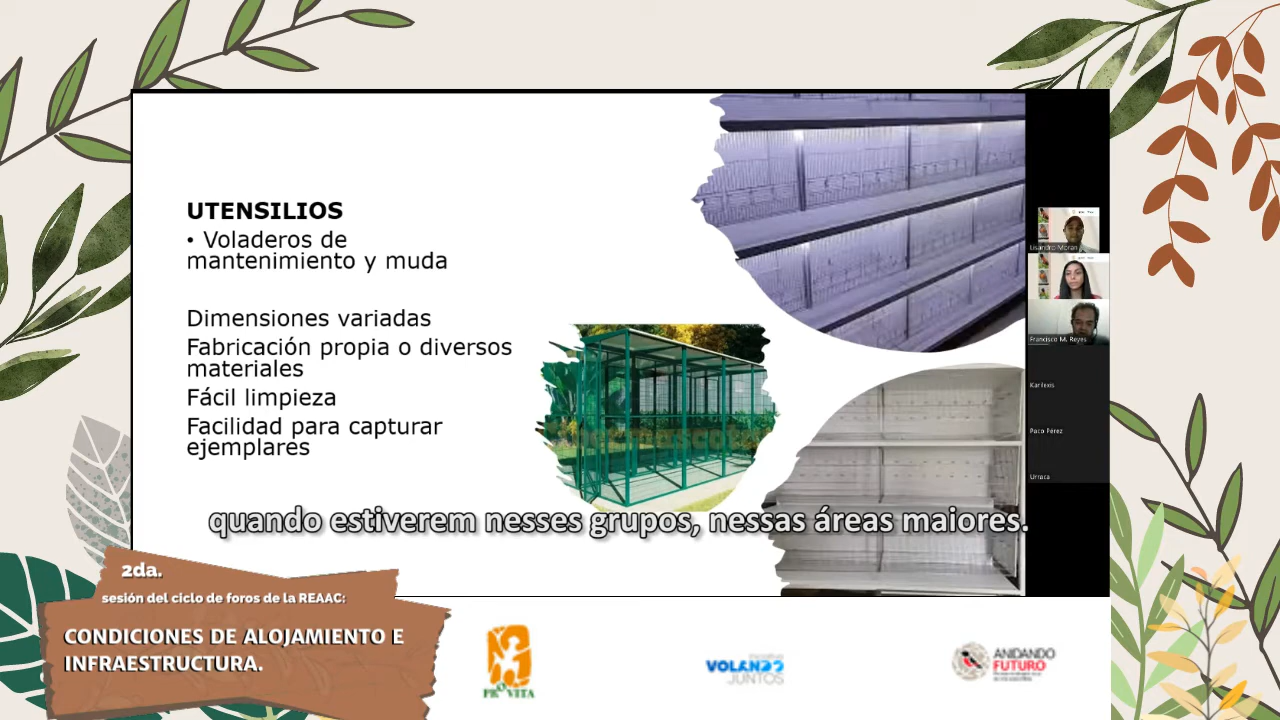 UTENSILIOS
• Voladeros de
mantenimiento y muda
Dimensiones variadas
Fabricación propia o diversos
materiales
Fácil limpieza
Facilidad para capturar
ejemplares
quando estiverem nesses grupos, nessas áreas maiores.
Lisandro Moran
Francisco M. Reyes
Karilexis
Paco Pérez
Urraca
2da.
sesión del ciclo de foros de la REAAC:
CONDICIONES DE ALOJAMIENTO E
INFRAESTRUCTURA.
PROVITA
VOLANDO
JUNTOS
ANIDANDO
FUTURO